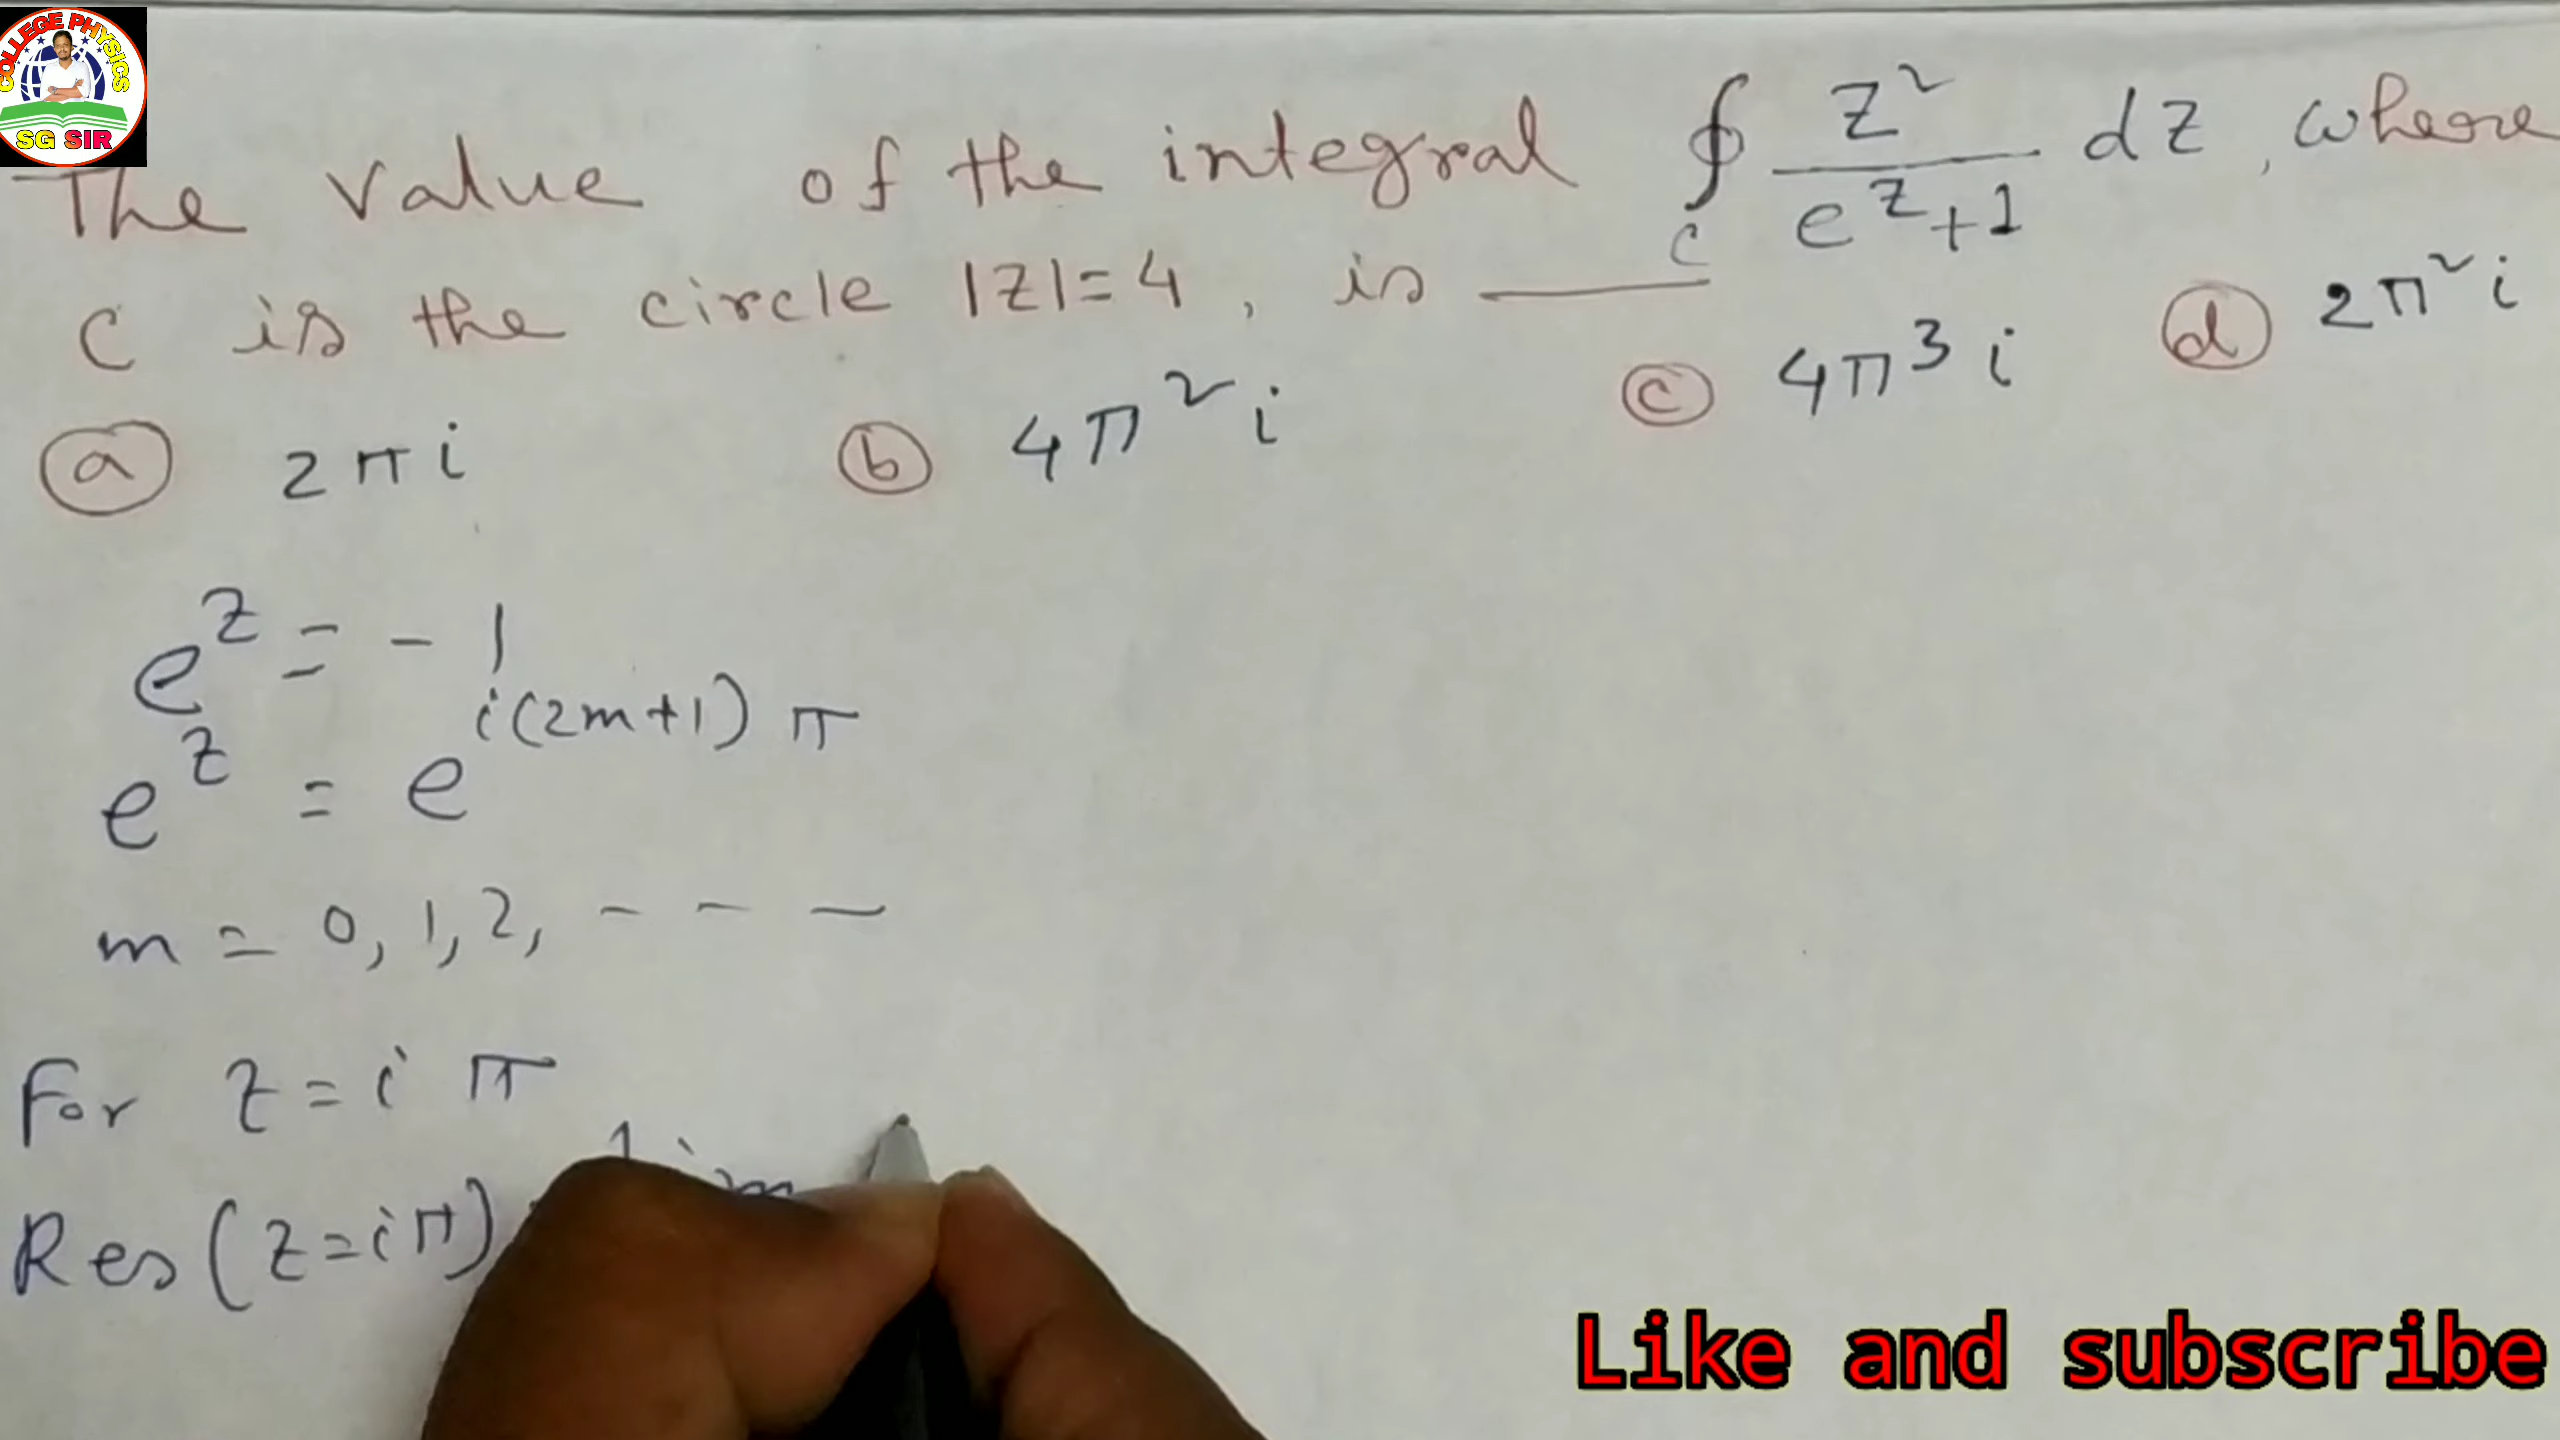 COLLEGE PHYSICS
SG SIR
The value of the integral ∮_C z²/(e^z+1) dz, where
C is the circle |z|=4, is ____
(a) 2πi (b) 4π²i (c) 4π³i (d) 2π²i
e^z = -1
e^z = e^{i(2m+1)π}
m = 0, 1, 2, - - -
For z = iπ
Res(z=iπ)
Like and subscribe